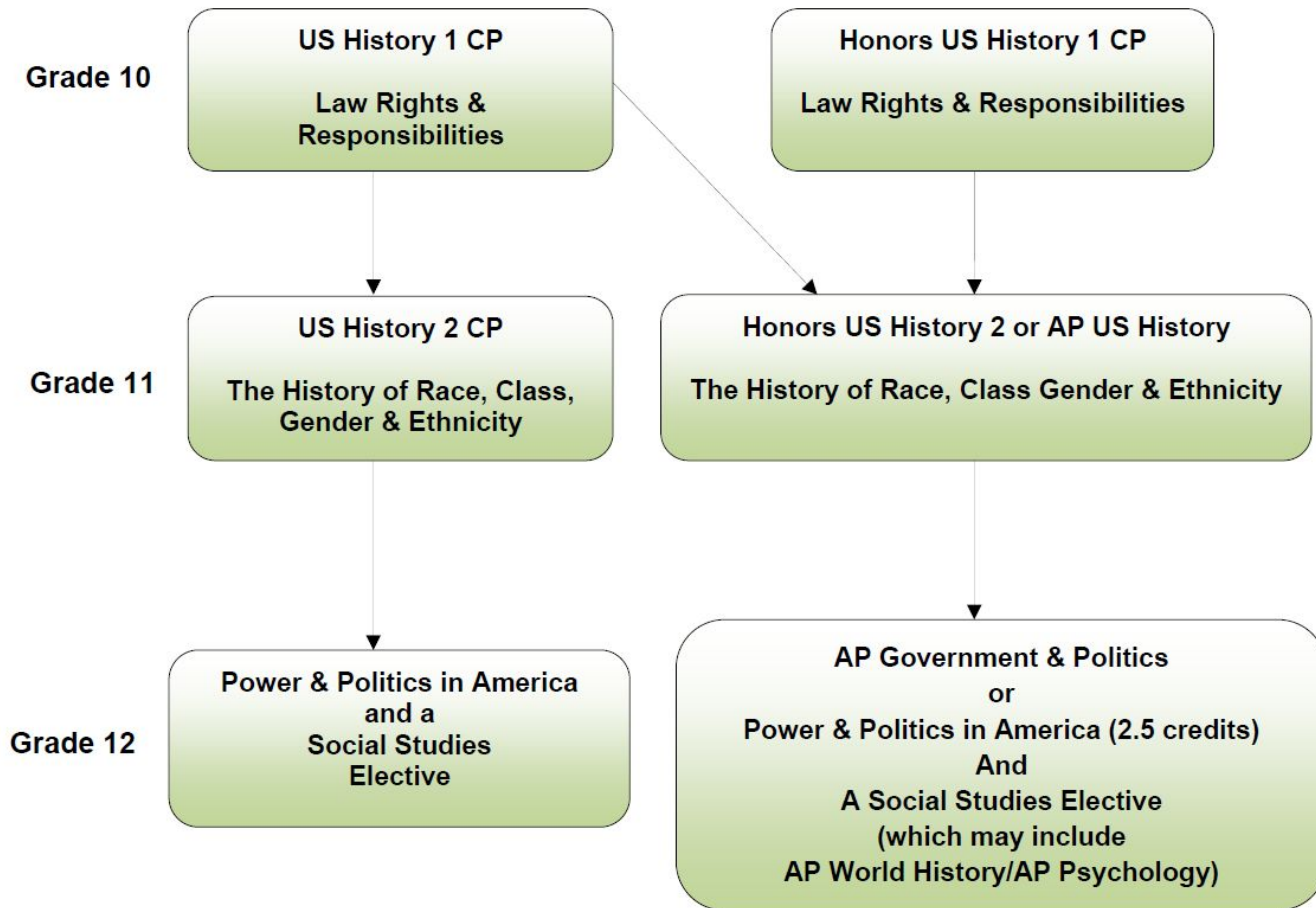 Grade 10
US History 1 CP
Law Rights &
Responsibilities
Honors US History 1 CP
Law Rights & Responsibilities
Grade 11
US History 2 CP
The History of Race, Class,
Gender & Ethnicity
Honors US History 2 or AP US History
The History of Race, Class Gender & Ethnicity
Grade 12
Power & Politics in America
and a
Social Studies
Elective
AP Government & Politics
or
Power & Politics in America (2.5 credits)
And
A Social Studies Elective
(which may include
AP World History/AP Psychology)